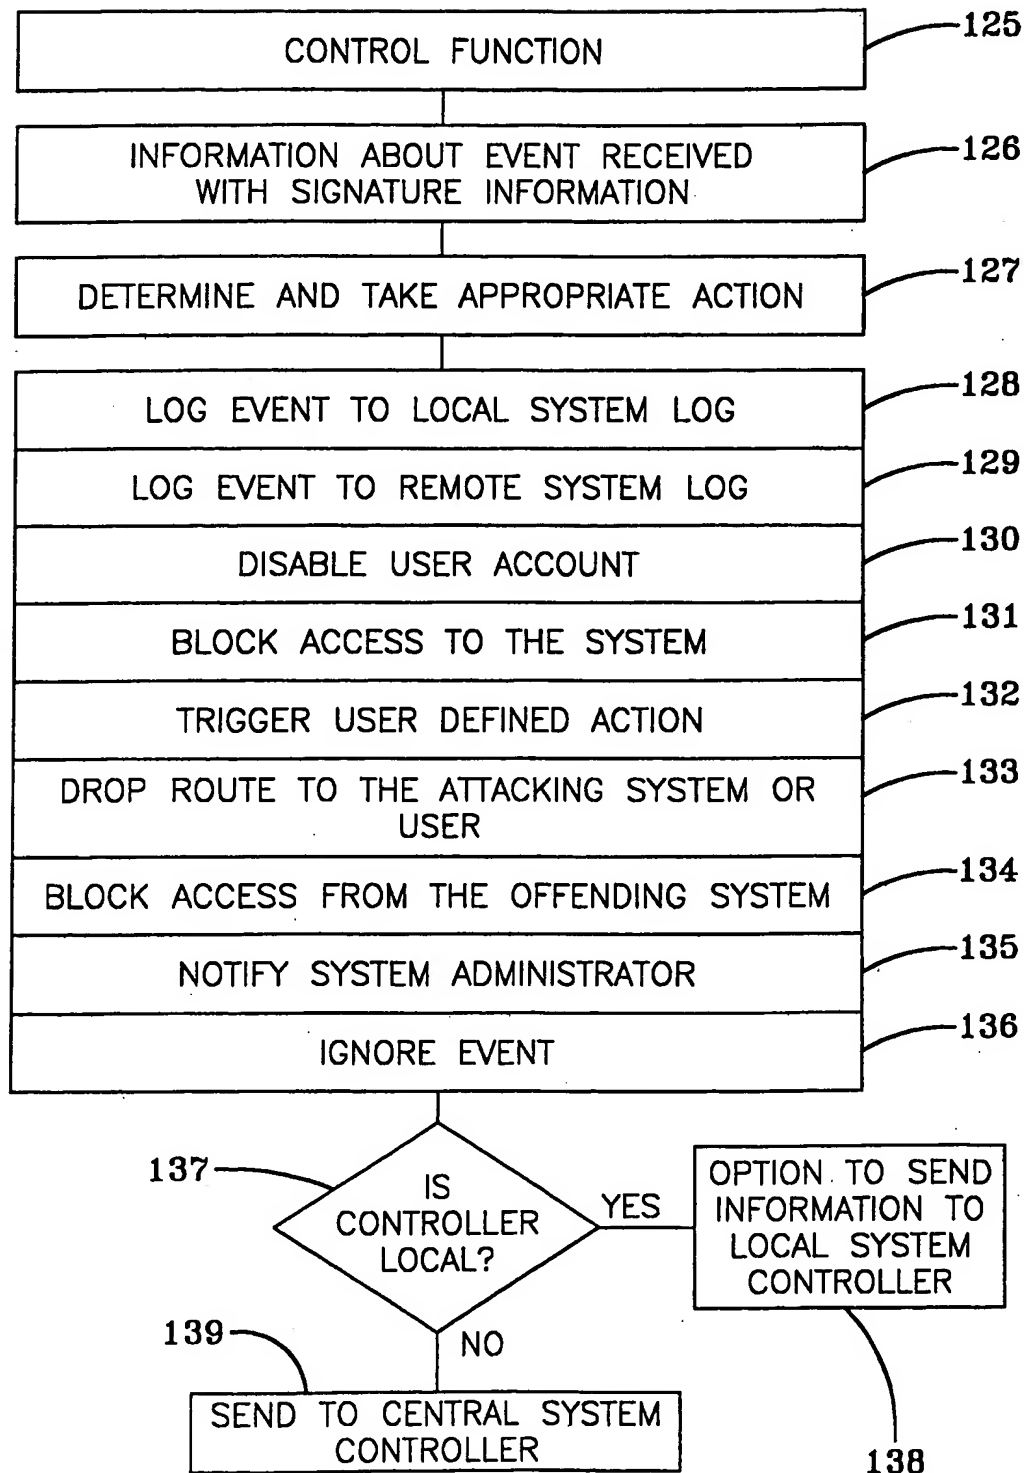 CONTROL FUNCTION
125
INFORMATION ABOUT EVENT RECEIVED
WITH SIGNATURE INFORMATION
126
DETERMINE AND TAKE APPROPRIATE ACTION
127
LOG EVENT TO LOCAL SYSTEM LOG
128
LOG EVENT TO REMOTE SYSTEM LOG
129
DISABLE USER ACCOUNT
130
BLOCK ACCESS TO THE SYSTEM
131
TRIGGER USER DEFINED ACTION
132
DROP ROUTE TO THE ATTACKING SYSTEM OR
USER
133
BLOCK ACCESS FROM THE OFFENDING SYSTEM
134
NOTIFY SYSTEM ADMINISTRATOR
135
IGNORE EVENT
136
137
IS
CONTROLLER
LOCAL?
YES
OPTION TO SEND
INFORMATION TO
LOCAL SYSTEM
CONTROLLER
138
NO
139
SEND TO CENTRAL SYSTEM
CONTROLLER